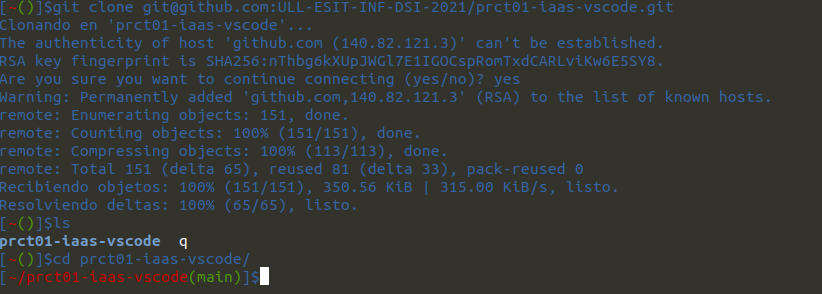 [~()]$git clone git@github.com:ULL-ESIT-INF-DSI-2021/prct01-iaas-vscode.git
Clonando en 'prct01-iaas-vscode'...
The authenticity of host 'github.com (140.82.121.3)' can't be established.
RSA key fingerprint is SHA256:nThbg6kXUpJWGl7E1IGOCspRomTxdCARLviKw6E5SY8.
Are you sure you want to continue connecting (yes/no)? yes
Warning: Permanently added 'github.com,140.82.121.3' (RSA) to the list of known hosts.
remote: Enumerating objects: 151, done.
remote: Counting objects: 100% (151/151), done.
remote: Compressing objects: 100% (113/113), done.
remote: Total 151 (delta 65), reused 81 (delta 33), pack-reused 0
Recibiendo objetos: 100% (151/151), 350.56 KiB | 315.00 KiB/s, listo.
Resolviendo deltas: 100% (65/65), listo.
[~()]$ls
prct01-iaas-vscode  q
[~()]$cd prct01-iaas-vscode/
[~/prct01-iaas-vscode(main)]$